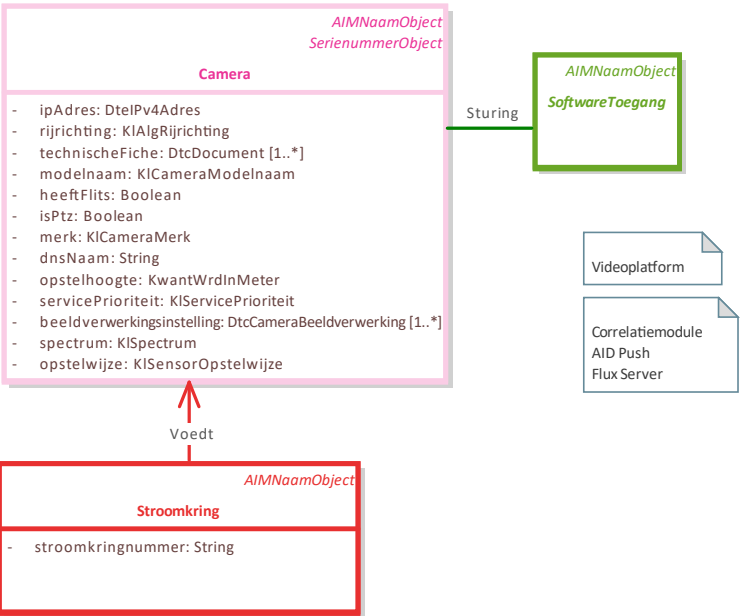 AIMNaamObject
SerienummerObject
Camera
- ipAdres: DteIPv4Adres
- rijrichting: KlAlgRijrichting
- technischeFiche: DtcDocument [1..*]
- modelnaam: KlCameraModelnaam
- heeftFlits: Boolean
- isPtz: Boolean
- merk: KlCameraMerk
- dnsNaam: String
- opstelhoogte: KwantWrdInMeter
- servicePrioriteit: KlServicePrioriteit
- beeldverwerkingsinstelling: DtcCameraBeeldverwerking [1..*]
- spectrum: KlSpectrum
- opstelwijze: KlSensorOpstelwijze
Sturing
AIMNaamObject
SoftwareToegang
Videoplatform
Correlatiemodule
AID Push
Flux Server
Voedt
AIMNaamObject
Stroomkring
- stroomkringnummer: String